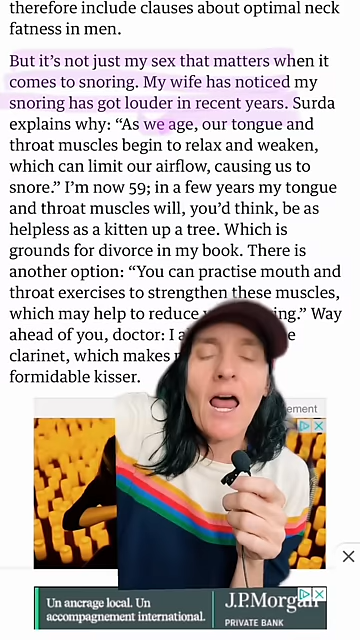 therefore include clauses about optimal neck
fatness in men.
But it's not just my sex that matters when it
comes to snoring. My wife has noticed my
snoring has got louder in recent years. Surda
explains why: “As we age, our tongue and
throat muscles begin to relax and weaken,
which can limit our airflow, causing us to
snore.” I'm now 59; in a few years my tongue
and throat muscles will, you'd think, be as
helpless as a kitten up a tree. Which is
grounds for divorce in my book. There is
another option: “You can practise mouth and
throat exercises to strengthen these muscles,
which may help to reduce ing.” Way
ahead of you, doctor: I
clarinet, which makes
formidable kisser.
Un ancrage local. Un
accompagnement international.
J.P.Morgan
PRIVATE BANK